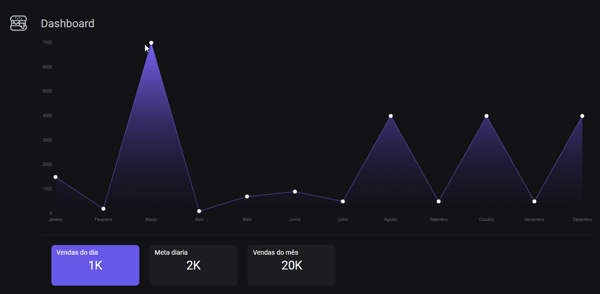 Dashboard
7000
6000
5000
4000
3000
2000
1000
0
Janeiro Fevereiro Março Abril Maio Junho Julho Agosto Setembro Outubro Novembro Dezembro
Vendas do dia Meta diaria Vendas do mês
1K 2K 20K